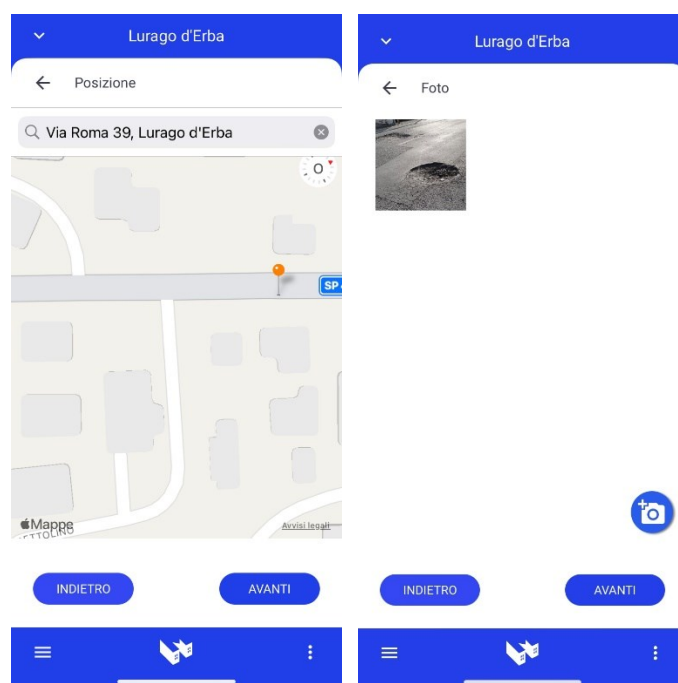 Lurago d'Erba
Posizione
Via Roma 39, Lurago d'Erba
O
SP
Mappe
Avvisi legali
INDIETRO
AVANTI
Lurago d'Erba
Foto
INDIETRO
AVANTI